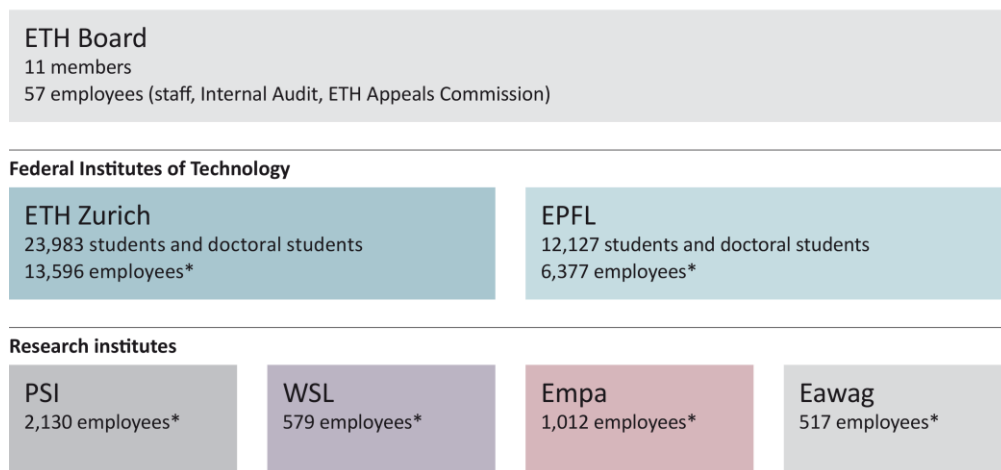 ETH Board
11 members
57 employees (staff, Internal Audit, ETH Appeals Commission)
Federal Institutes of Technology
ETH Zurich
23,983 students and doctoral students
13,596 employees*
EPFL
12,127 students and doctoral students
6,377 employees*
Research institutes
PSI
2,130 employees*
WSL
579 employees*
Empa
1,012 employees*
Eawag
517 employees*